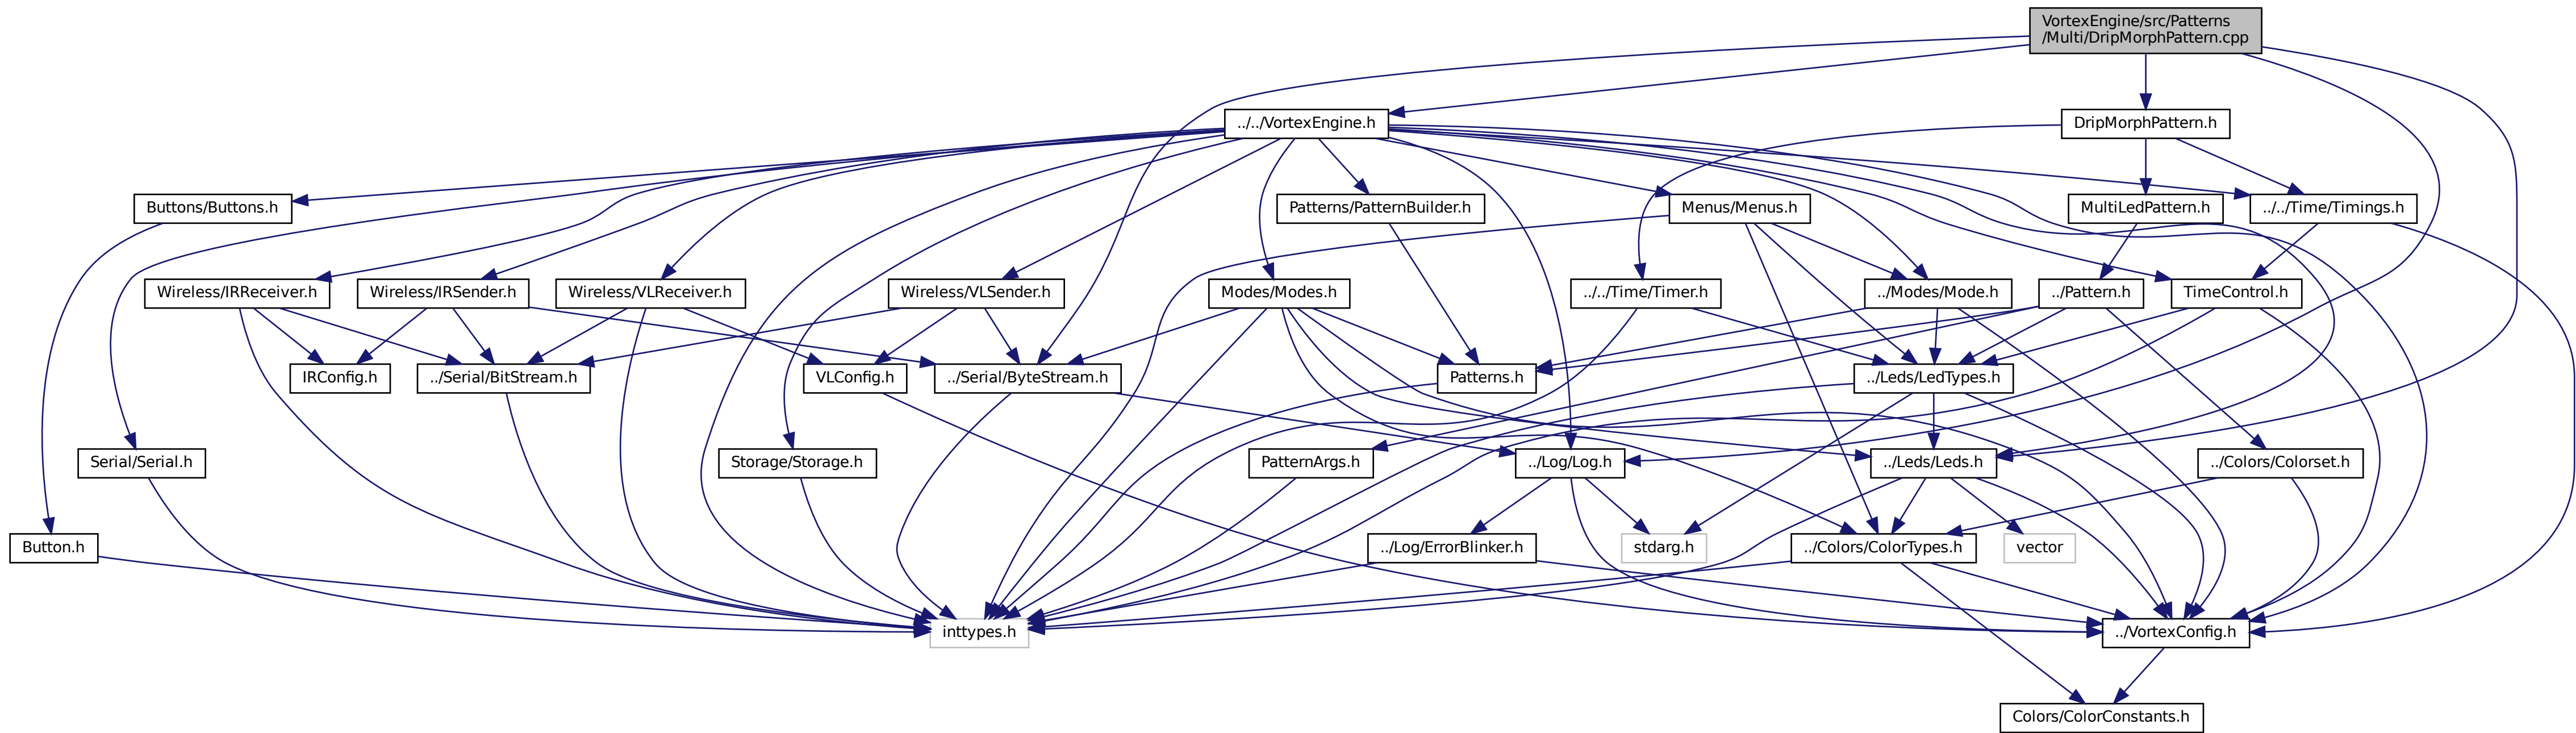 VortexEngine/src/Patterns
/Multi/DripMorphPattern.cpp
../../VortexEngine.h
DripMorphPattern.h
Buttons/Buttons.h
Patterns/PatternBuilder.h
Menus/Menus.h
MultiLedPattern.h
../../Time/Timings.h
Wireless/IRReceiver.h
Wireless/IRSender.h
Wireless/VLReceiver.h
Wireless/VLSender.h
Modes/Modes.h
../../Time/Timer.h
../Modes/Mode.h
../Pattern.h
TimeControl.h
IRConfig.h
../Serial/BitStream.h
VLConfig.h
../Serial/ByteStream.h
Patterns.h
../Leds/LedTypes.h
Serial/Serial.h
Storage/Storage.h
PatternArgs.h
../Log/Log.h
../Leds/Leds.h
../Colors/Colorset.h
Button.h
../Log/ErrorBlinker.h
stdarg.h
../Colors/ColorTypes.h
vector
inttypes.h
../VortexConfig.h
Colors/ColorConstants.h